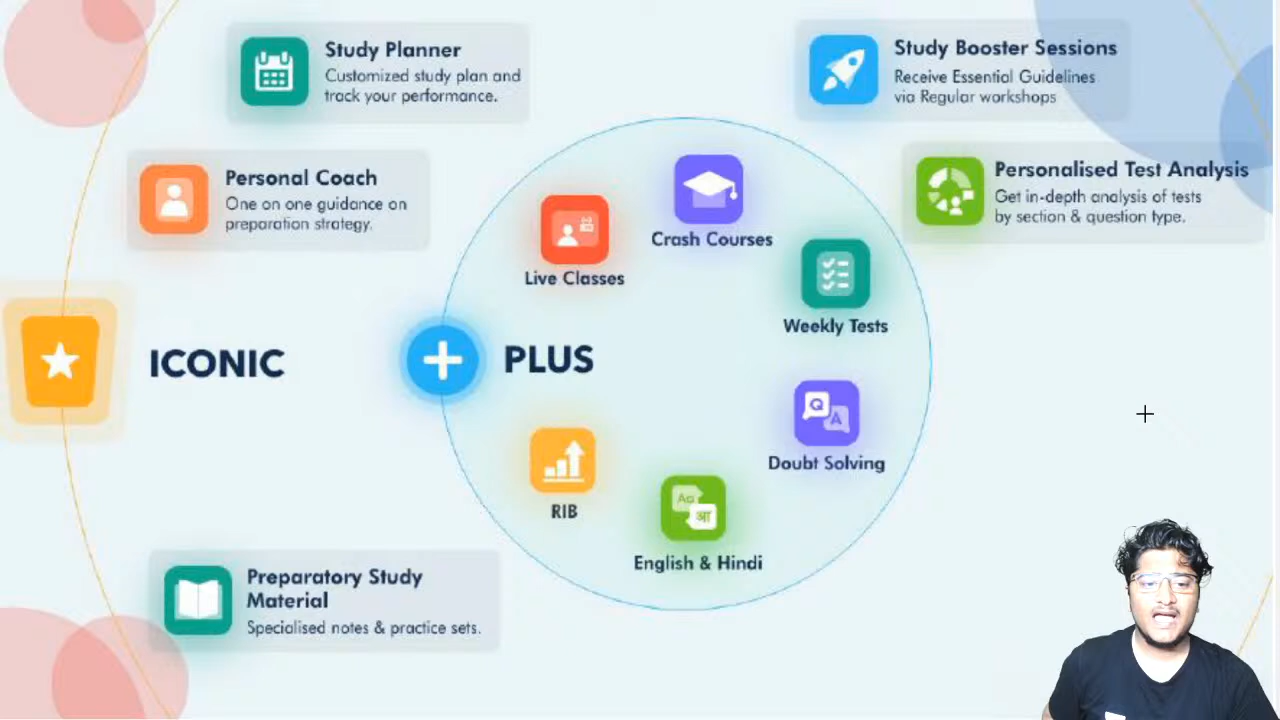 Study Planner
Customized study plan and
track your performance.
Study Booster Sessions
Receive Essential Guidelines
via Regular workshops
Personal Coach
One on one guidance on
preparation strategy.
Personalised Test Analysis
Get in-depth analysis of tests
by section & question type.
Crash Courses
Live Classes
Weekly Tests
ICONIC
PLUS
Q
A
Doubt Solving
RIB
Aa
आ
English & Hindi
Preparatory Study
Material
Specialised notes & practice sets.